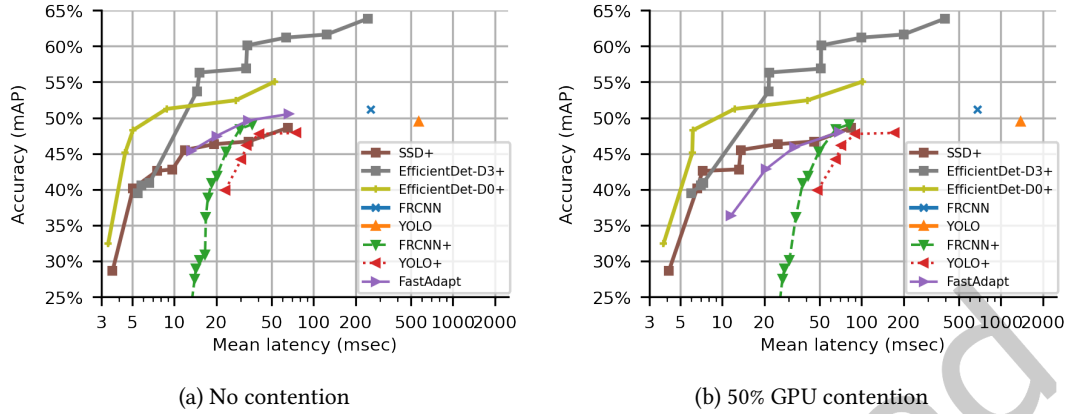 65%
60%
55%
50%
45%
40%
35%
30%
25%
Accuracy (mAP)
SSD+
EfficientDet-D3+
EfficientDet-D0+
FRCNN
YOLO
FRCNN+
YOLO+
FastAdapt
3 5 10 20 50 100 200 500 1000 2000
Mean latency (msec)
(a) No contention
65%
60%
55%
50%
45%
40%
35%
30%
25%
Accuracy (mAP)
SSD+
EfficientDet-D3+
EfficientDet-D0+
FRCNN
YOLO
FRCNN+
YOLO+
FastAdapt
3 5 10 20 50 100 200 500 1000 2000
Mean latency (msec)
(b) 50% GPU contention